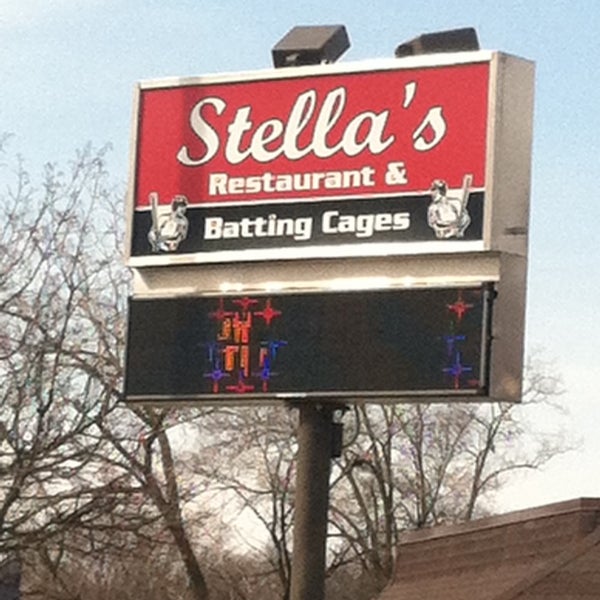 Stella's
Restaurant &
Batting Cages